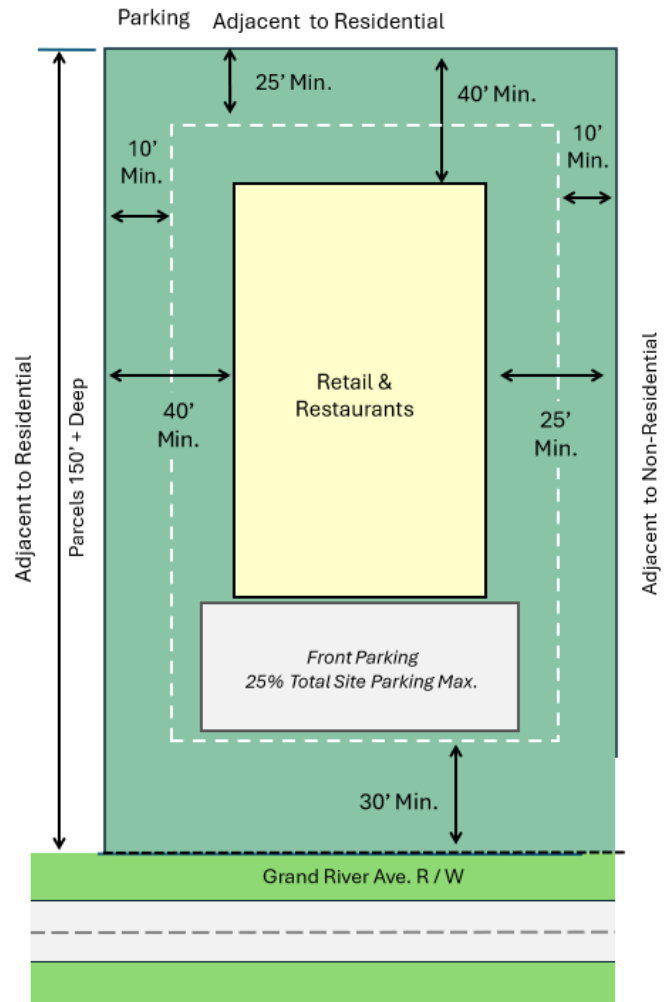 Parking
Adjacent to Residential
25’ Min.
40’ Min.
10’
Min.
10’
Min.
Adjacent to Residential
Parcels 150’ + Deep
Retail &
Restaurants
40’
Min.
25’
Min.
Adjacent to Non-Residential
Front Parking
25% Total Site Parking Max.
30’ Min.
Grand River Ave. R / W